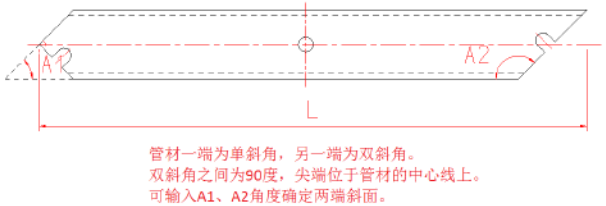 A1
A2
L
管材一端为单斜角，另一端为双斜角。
双斜角之间为90度，尖端位于管材的中心线上。
可输入A1、A2角度确定两端斜面。